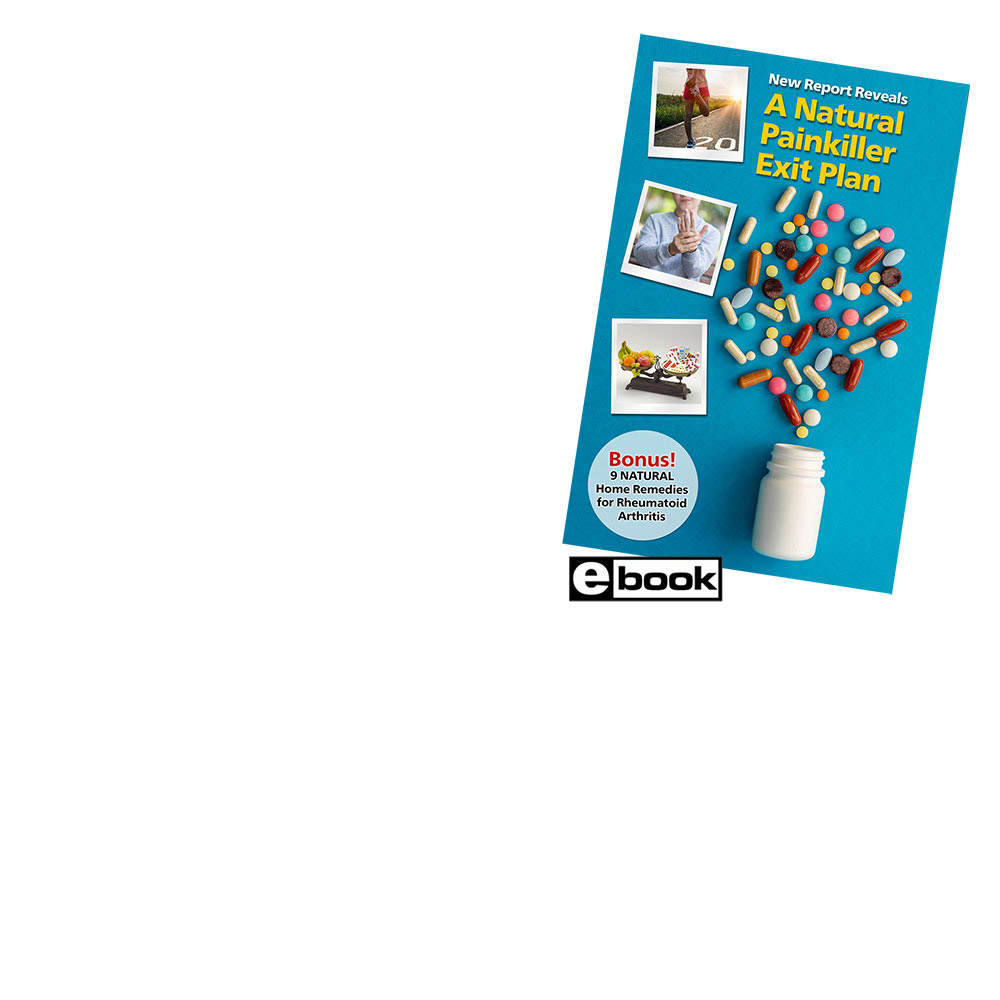 New Report Reveals
A Natural
Painkiller
Exit Plan
20
Bonus!
9 NATURAL
Home Remedies
for Rheumatoid
Arthritis
ebook